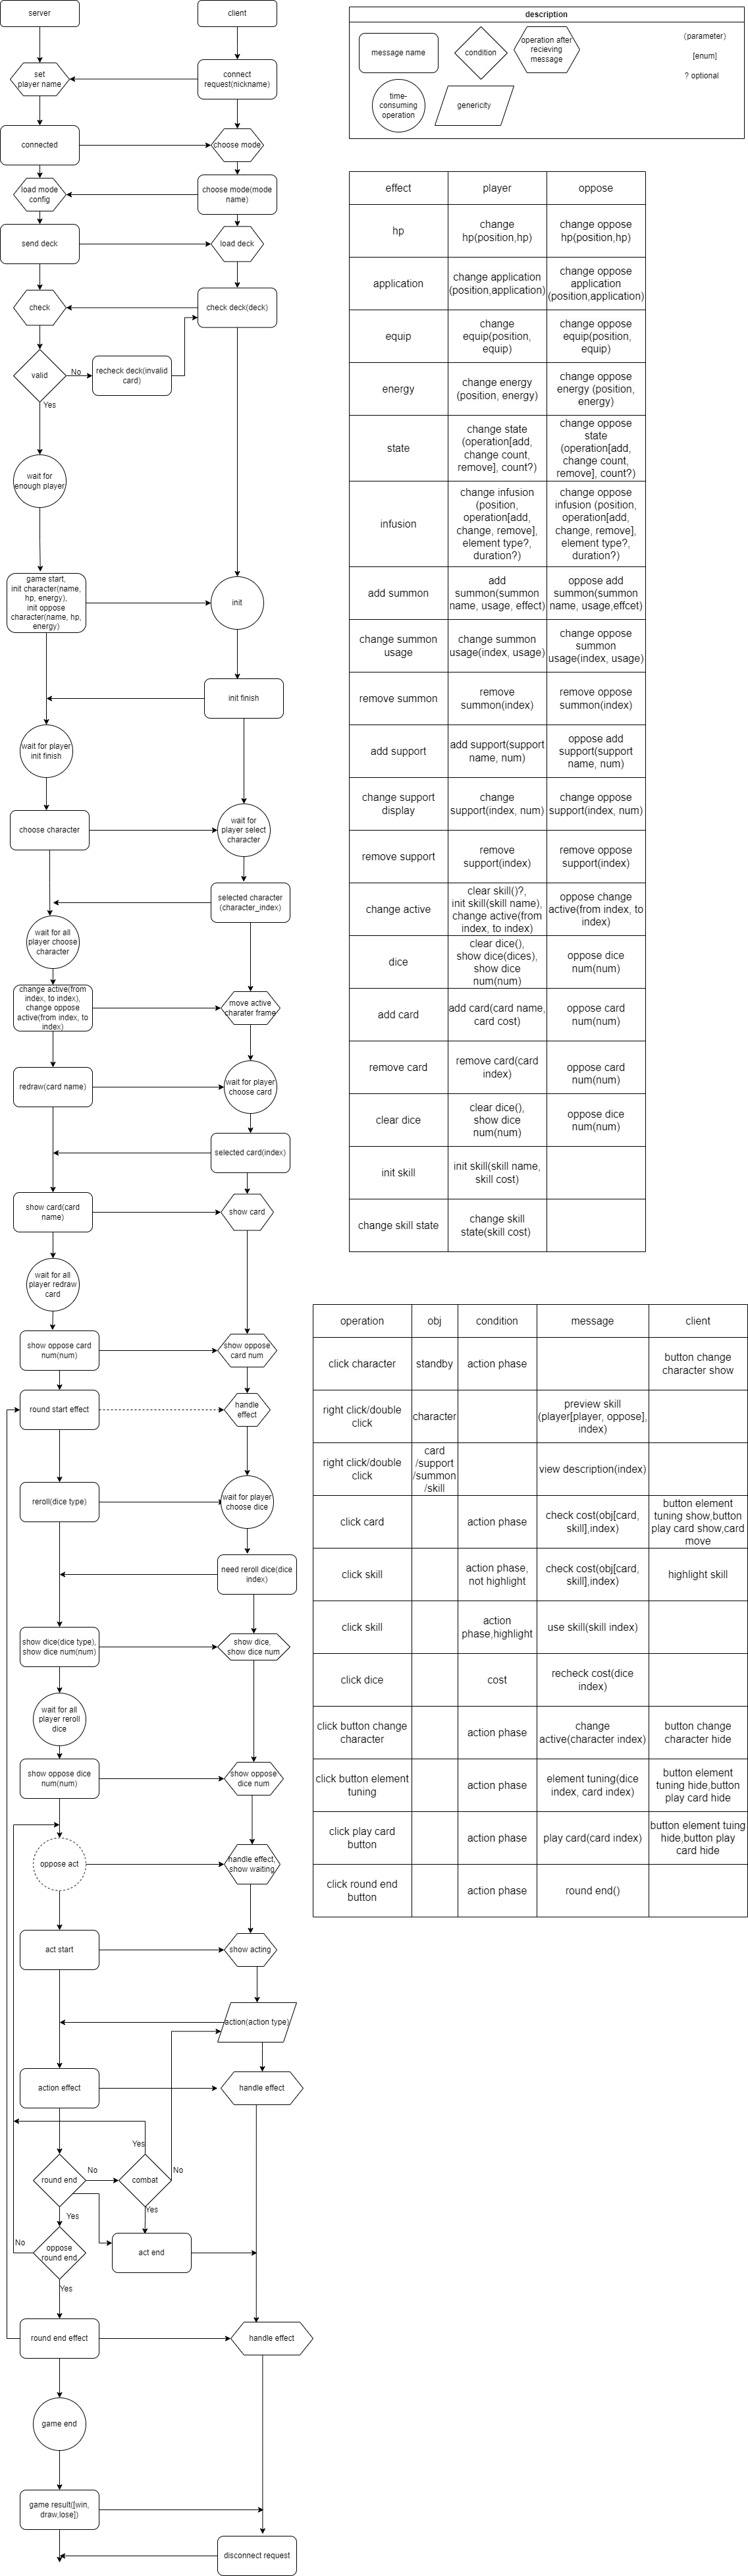 server
client
set
player name
connect
request(nickname)
connected
choose mode
load mode
config
choose mode(mode
name)
send deck
load deck
check
check deck(deck)
valid
No
recheck deck(invalid
card)
Yes
wait for
enough player
game start,
init character(name,
hp, energy),
init oppose
character(name, hp,
energy)
init
init finish
wait for player
init finish
choose character
wait for
player select
character
selected character
(character_index)
wait for all
player choose
character
change active(from
index, to index),
change oppose
active(from index, to
index)
move active
charater frame
redraw(card name)
wait for player
choose card
selected card(index)
show card(card
name)
show card
wait for all
player redraw
card
show oppose card
num(num)
show oppose
card num
round start effect
handle
effect
reroll(dice type)
wait for player
choose dice
need reroll dice(dice
index)
show dice(dice type),
show dice num(num)
show dice,
show dice num
wait for all
player reroll
dice
show oppose dice
num(num)
show oppose
dice num
oppose act
handle effect,
show waiting
act start
show acting
action(action type)
action effect
handle effect
Yes
round end
No
combat
No
Yes
Yes
No
oppose
round end
act end
Yes
round end effect
handle effect
game end
game result([win,
draw,lose])
disconnect request
description
message name
condition
operation after
recieving
message
(parameter)
[enum]
? optional
time-
consuming
operation
genericity
effect
player
oppose
hp
change
hp(position,hp)
change oppose
hp(position,hp)
application
change application
(position,application)
change oppose
application
(position,application)
equip
change
equip(position,
equip)
change oppose
equip(position,
equip)
energy
change energy
(position, energy)
change oppose
energy (position,
energy)
state
change state
(operation[add,
change count,
remove], count?)
change oppose
state
(operation[add,
change count,
remove], count?)
infusion
change infusion
(position,
operation[add,
change, remove],
element type?,
duration?)
change oppose
infusion (position,
operation[add,
change, remove],
element type?,
duration?)
add summon
add
summon(summon
name, usage, effect)
oppose add
summon(summon
name, usage,effcet)
change summon
usage
change summon
usage(index, usage)
change oppose
summon
usage(index, usage)
remove summon
remove
summon(index)
remove oppose
summon(index)
add support
add support(support
name, num)
oppose add
support(support
name, num)
change support
display
change
support(index, num)
change oppose
support(index, num)
remove support
remove
support(index)
remove oppose
support(index)
change active
clear skill()?,
init skill(skill name),
change active(from
index, to index)
oppose change
active(from index, to
index)
dice
clear dice(),
show dice(dices),
show dice
num(num)
oppose dice
num(num)
add card
add card(card name,
card cost)
oppose card
num(num)
remove card
remove card(card
index)
oppose card
num(num)
clear dice
clear dice(),
show dice
num(num)
oppose dice
num(num)
init skill
init skill(skill name,
skill cost)
change skill state
change skill
state(skill cost)
operation
obj
condition
message
client
click character
standby
action phase
button change
character show
right click/double
click
character
preview skill
(player[player, oppose],
index)
right click/double
click
card
/support
/summon
/skill
view description(index)
click card
action phase
check cost(obj[card,
skill],index)
button element
tuning show,button
play card show,card
move
click skill
action phase,
not highlight
check cost(obj[card,
skill],index)
highlight skill
click skill
action
phase,highlight
use skill(skill index)
click dice
cost
recheck cost(dice
index)
click button change
character
action phase
change
active(character index)
button change
character hide
click button element
tuning
action phase
element tuning(dice
index, card index)
button element
tuning hide,button
play card hide
click play card
button
action phase
play card(card index)
button element tuing
hide,button play
card hide
click round end
button
action phase
round end()